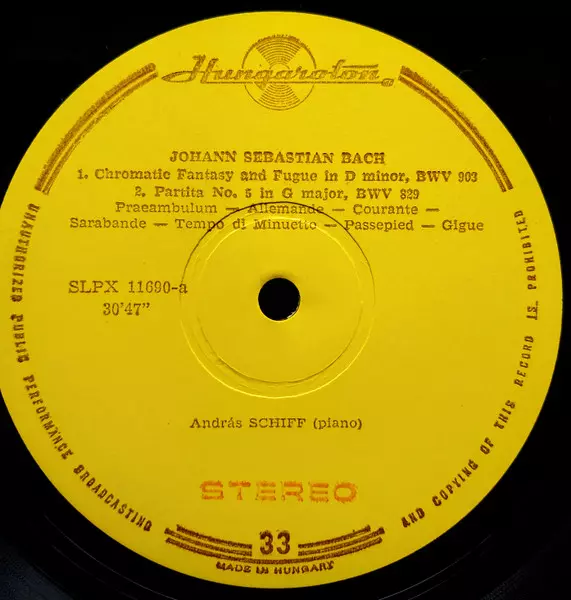 Hungaroton
JOHANN SEBASTIAN BACH
1. Chromatic Fantasy and Fugue in D minor, BWV 903
2. Partita No. 5 in G major, BWV 829
Praeambulum — Allemande — Courante —
Sarabande — Tempo di Minuetto — Passepied — Gigue
SLPX 11690-a
30'47"
András SCHIFF (piano)
STEREO
33
MADE IN HUNGARY
UNAUTHORIZED PUBLIC PERFORMANCE BROADCASTING
AND COPYING OF THIS RECORD IS PROHIBITED